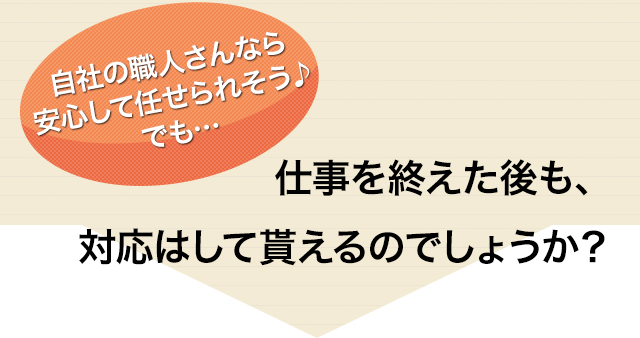 自社の職人さんなら
安心して任せられそう♪
でも…
仕事を終えた後も、
対応はして貰えるのでしょうか？